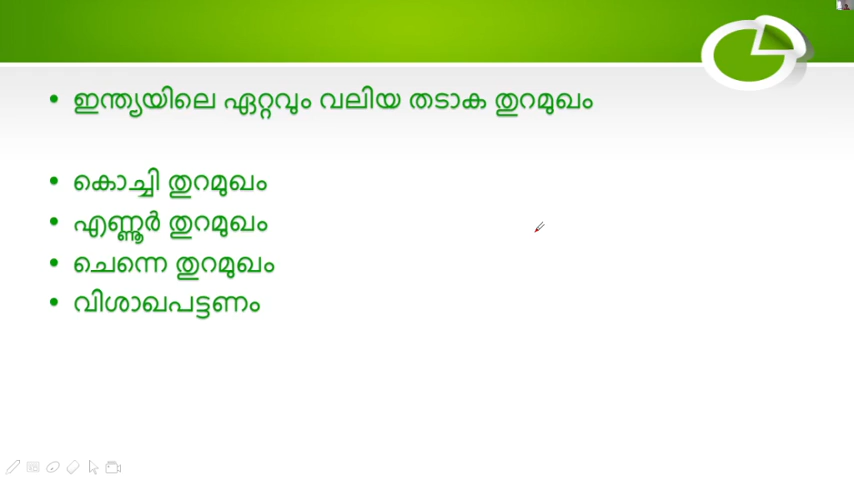 ഇന്ത്യയിലെ ഏറ്റവും വലിയ തടാക തുറമുഖം
കൊച്ചി തുറമുഖം
എണ്ണൂർ തുറമുഖം
ചെന്നെ തുറമുഖം
വിശാഖപട്ടണം